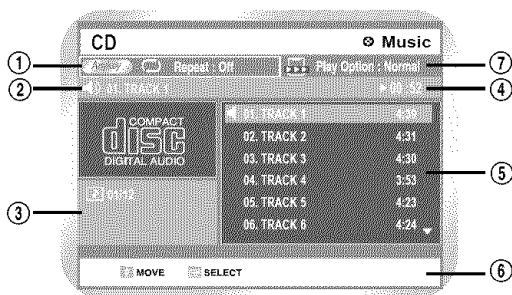 CD Music
① Repeat : Off Play Option : Normal ⑦
② 01. TRACK 1 00: 52 ④
COMPACT
disc
DIGITAL AUDIO
01. TRACK 1 4:39
02. TRACK 2 4:31
03. TRACK 3 4:30
04. TRACK 4 3:53
05. TRACK 5 4:23
06. TRACK 6 4:24
③ 01/12
⑤
MOVE SELECT ⑥